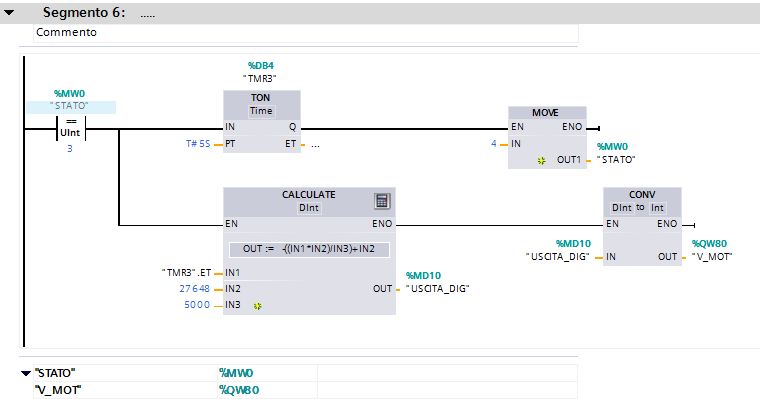 Segmento 6: .....
Commento
%DB4
"TMR3"
%MW0
"STATO"
TON
Time
MOVE
==
UInt
3
IN Q
EN ENO
T#5S PT ET ...
4 IN
%MW0
OUT1 "STATO"
CALCULATE
DInt
CONV
DInt to Int
EN ENO
EN ENO
OUT := -((IN1*IN2)/IN3)+IN2
%MD10
"USCITA_DIG" IN
%QW80
OUT "V_MOT"
"TMR3".ET IN1
27648 IN2
5000 IN3
%MD10
OUT "USCITA_DIG"
"STATO" %MW0
"V_MOT" %QW80